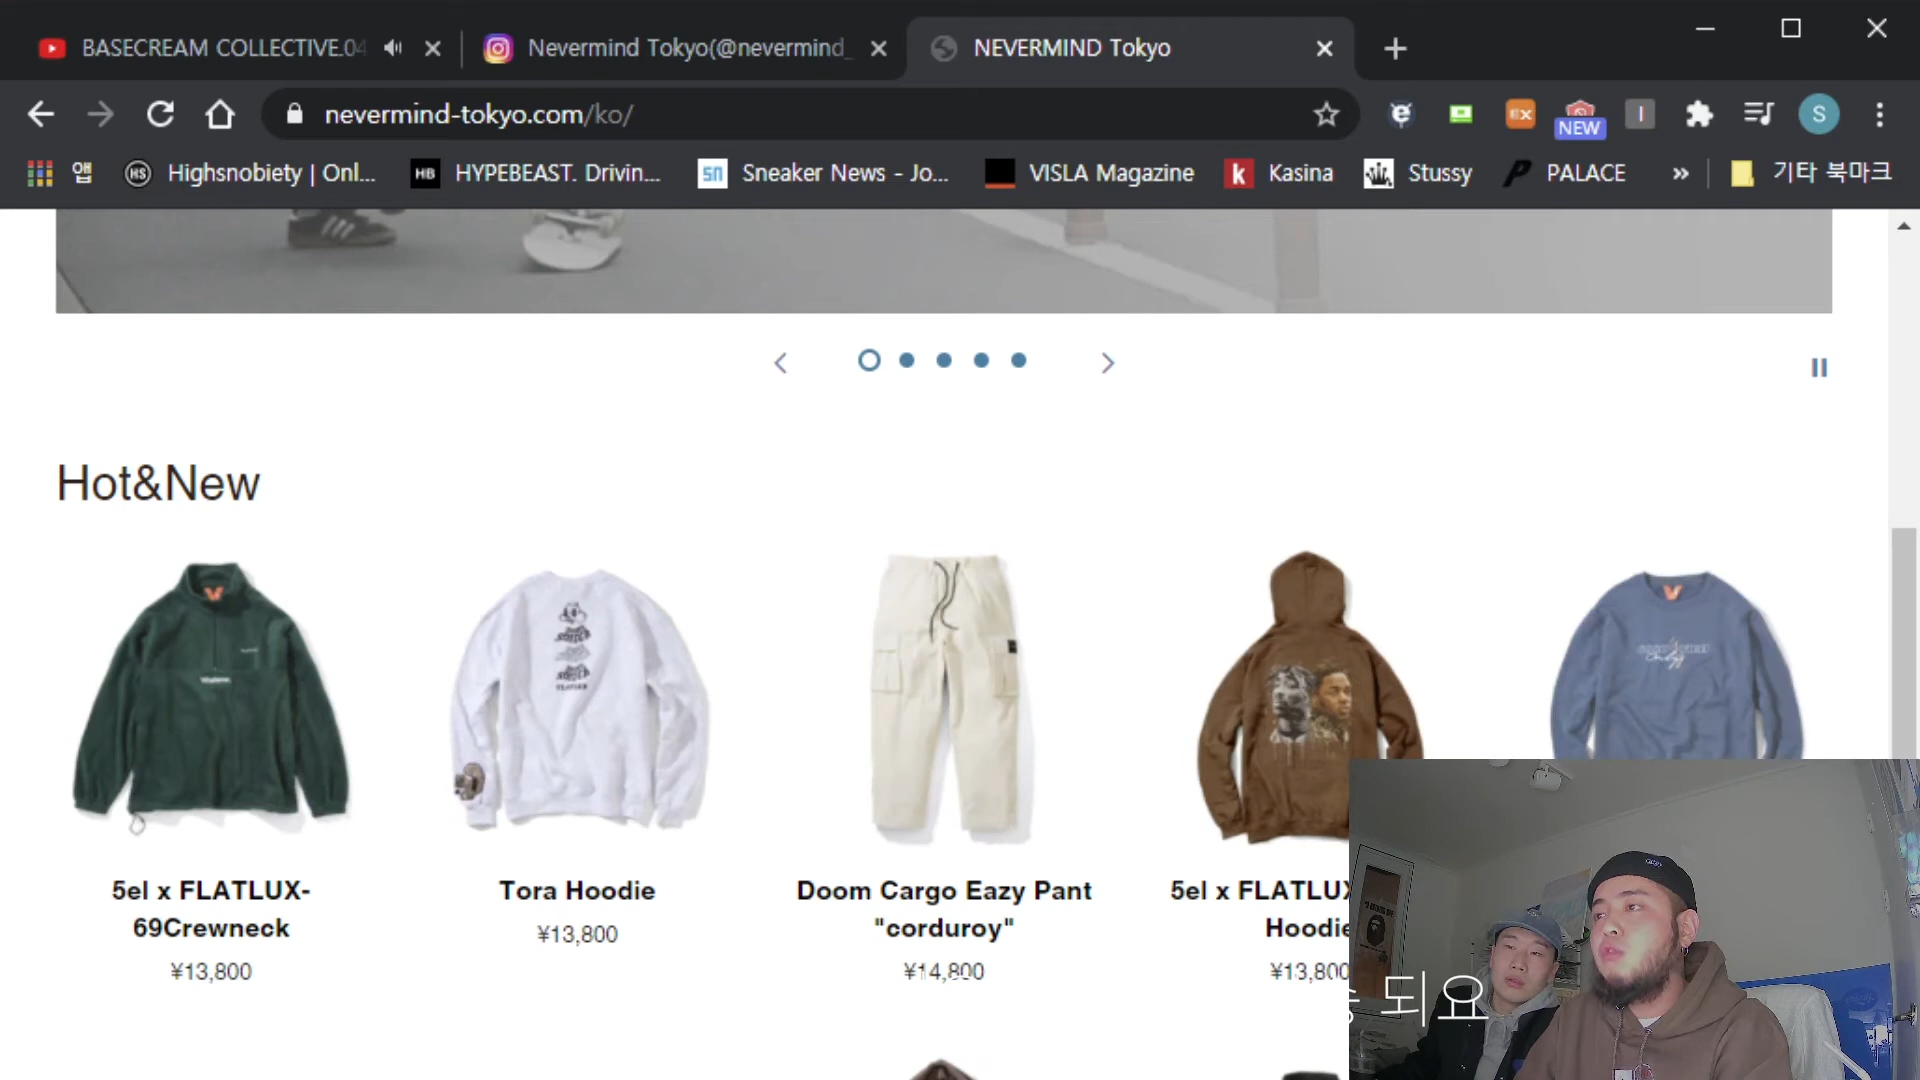 BASECREAM COLLECTIVE.04
Nevermind Tokyo(@nevermind_
NEVERMIND Tokyo
nevermind-tokyo.com/ko/
NEW
S
앱
Highsnobiety | Onl...
HYPEBEAST. Drivin...
Sneaker News - Jo...
VISLA Magazine
Kasina
Stussy
PALACE
기타 북마크
Hot&New
5el x FLATLUX-
69Crewneck
¥13,800
Tora Hoodie
¥13,800
Doom Cargo Eazy Pant
"corduroy"
¥14,800
5el x FLATLUX
Hoodie
¥13,800
되요